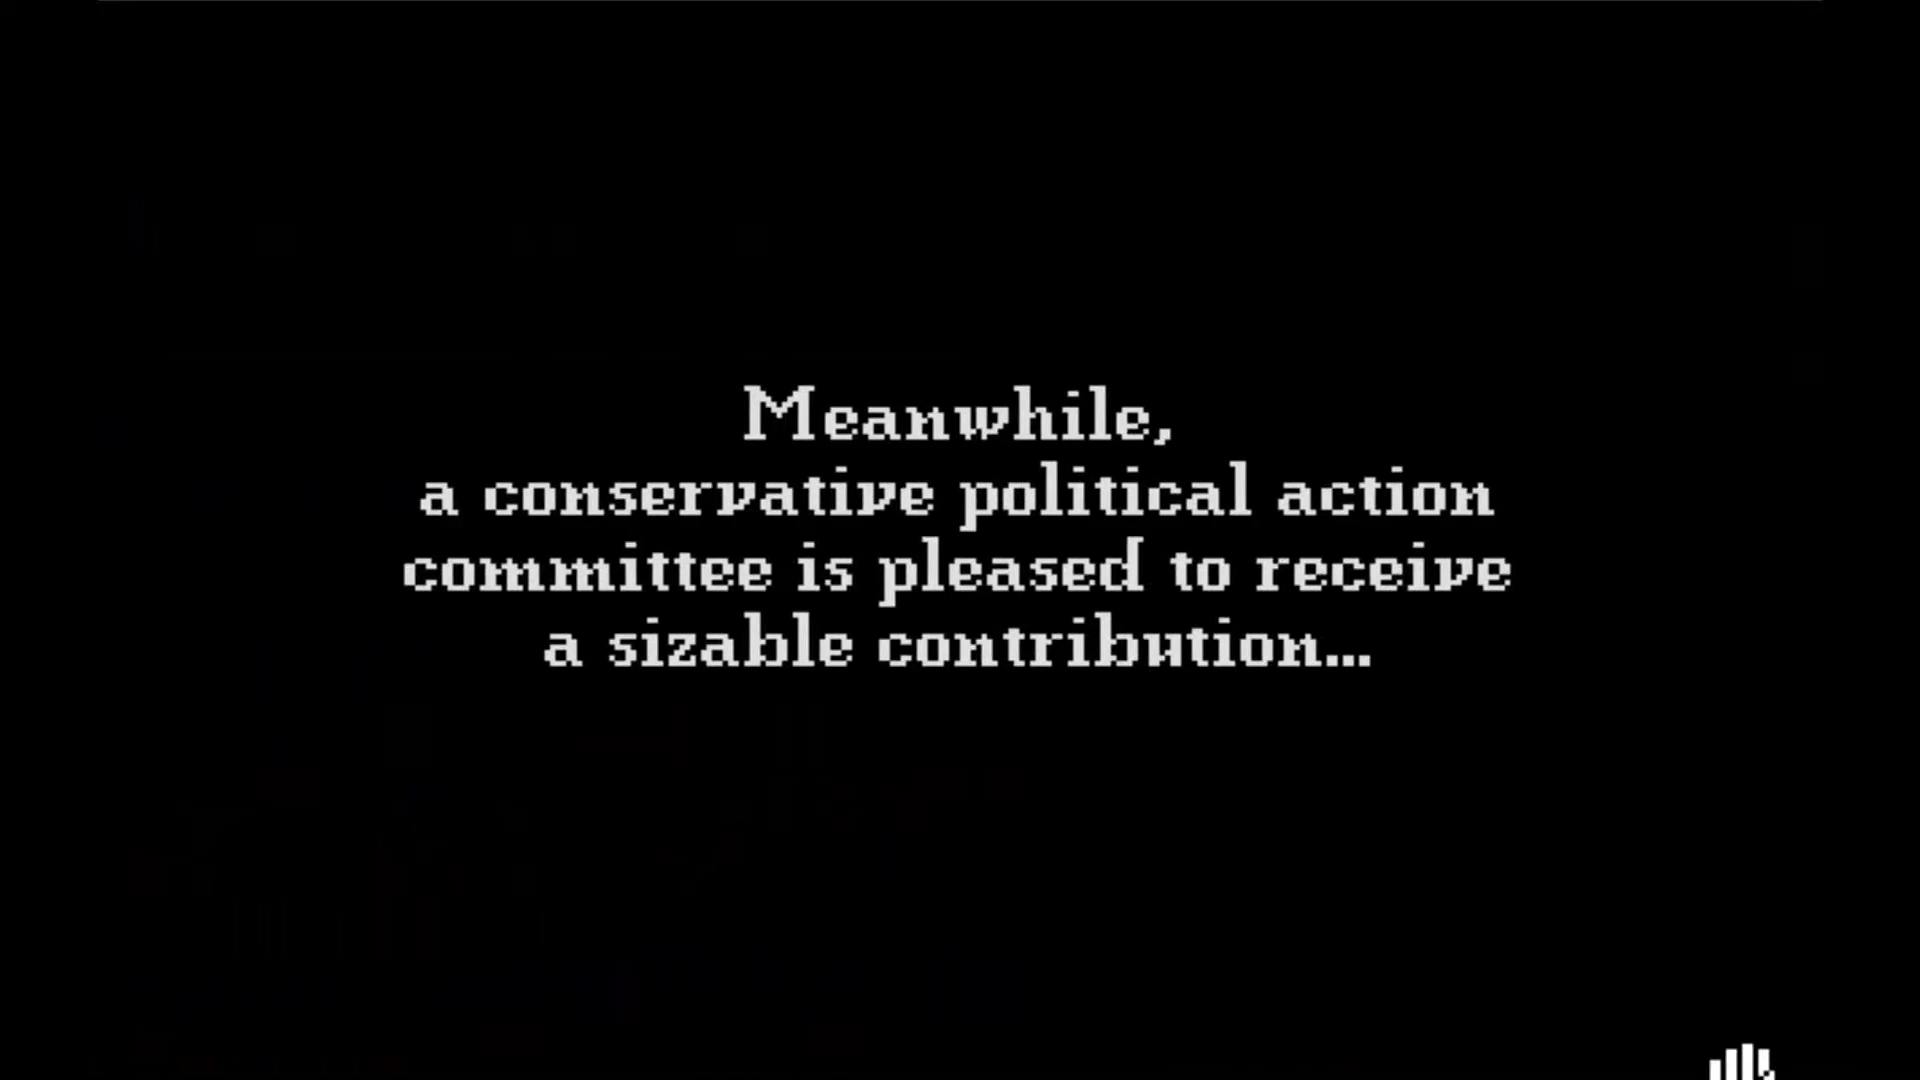 Meanwhile,
a conservative political action
committee is pleased to receive
a sizable contribution...